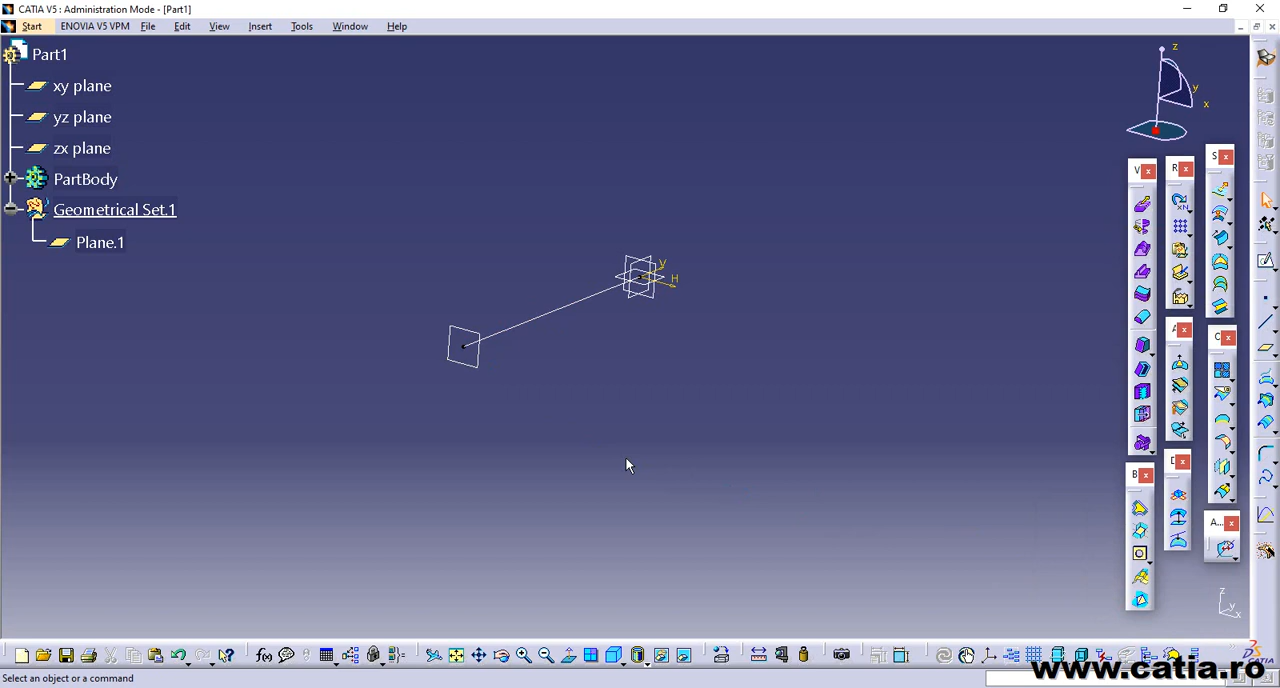 CATIA V5 : Administration Mode - [Part1]
Start ENOVIA V5 VPM File Edit View Insert Tools Window Help
Part1
xy plane
yz plane
zx plane
PartBody
Geometrical Set.1
Plane.1
y
H
z
y
x
V
R
S
A
C
D
B
A...
z
y
x
f(x)
CATIA
www.catia.ro
Select an object or a command